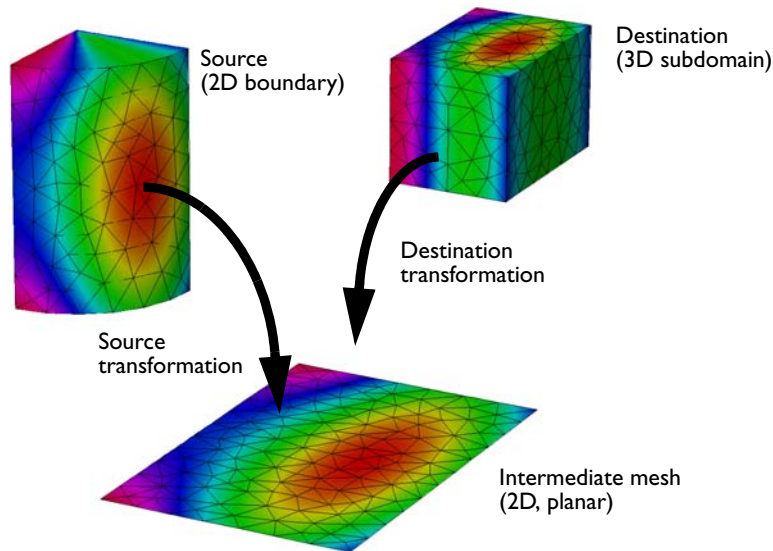 Source
(2D boundary)
Destination
(3D subdomain)
Destination
transformation
Source
transformation
Intermediate mesh
(2D, planar)